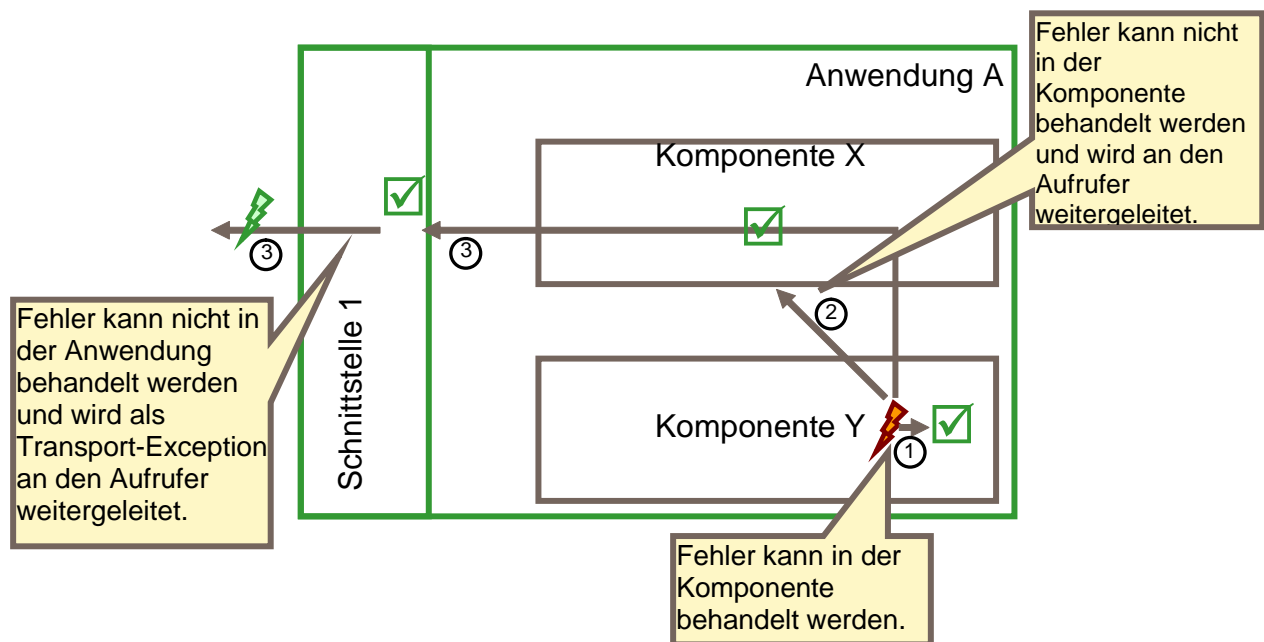 Fehler kann nicht
in der
Komponente
behandelt werden
und wird an den
Aufrufer
weitergeleitet.
Anwendung A
Komponente X
3
3
2
Fehler kann nicht in
der Anwendung
behandelt werden
und wird als
Transport-Exception
an den Aufrufer
weitergeleitet.
Schnittstelle 1
Komponente Y
1
Fehler kann in der
Komponente
behandelt werden.